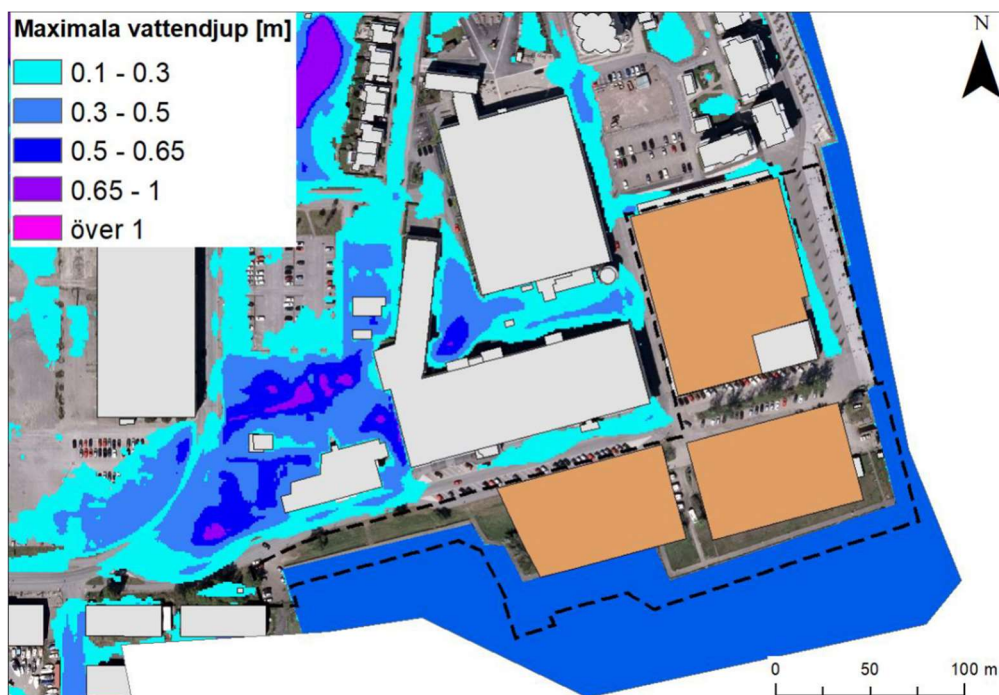 Maximala vattendjup [m]
0.1 - 0.3
0.3 - 0.5
0.5 - 0.65
0.65 - 1
över 1
N
0 50 100 m